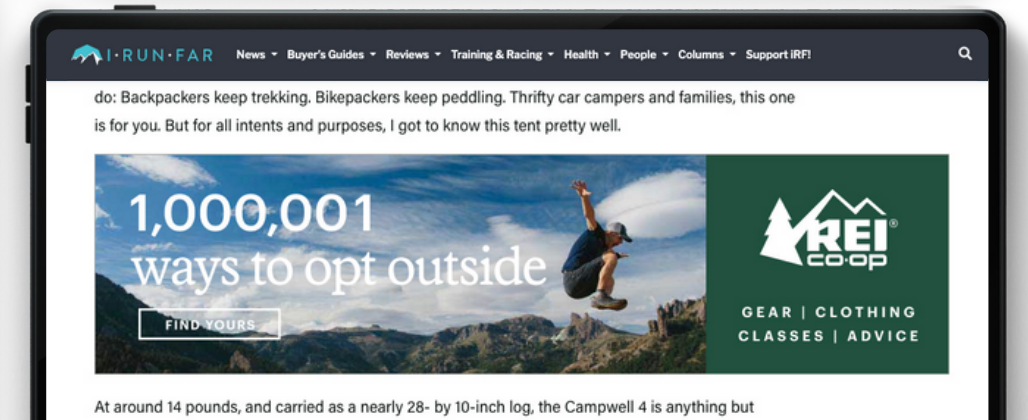 I·RUN·FAR News Buyer's Guides Reviews Training & Racing Health People Columns Support iRF!
do: Backpackers keep trekking. Bikepackers keep peddling. Thrifty car campers and families, this one
is for you. But for all intents and purposes, I got to know this tent pretty well.
1,000,001
ways to opt outside
FIND YOURS
REI®
co·op
GEAR | CLOTHING
CLASSES | ADVICE
At around 14 pounds, and carried as a nearly 28- by 10-inch log, the Campwell 4 is anything but